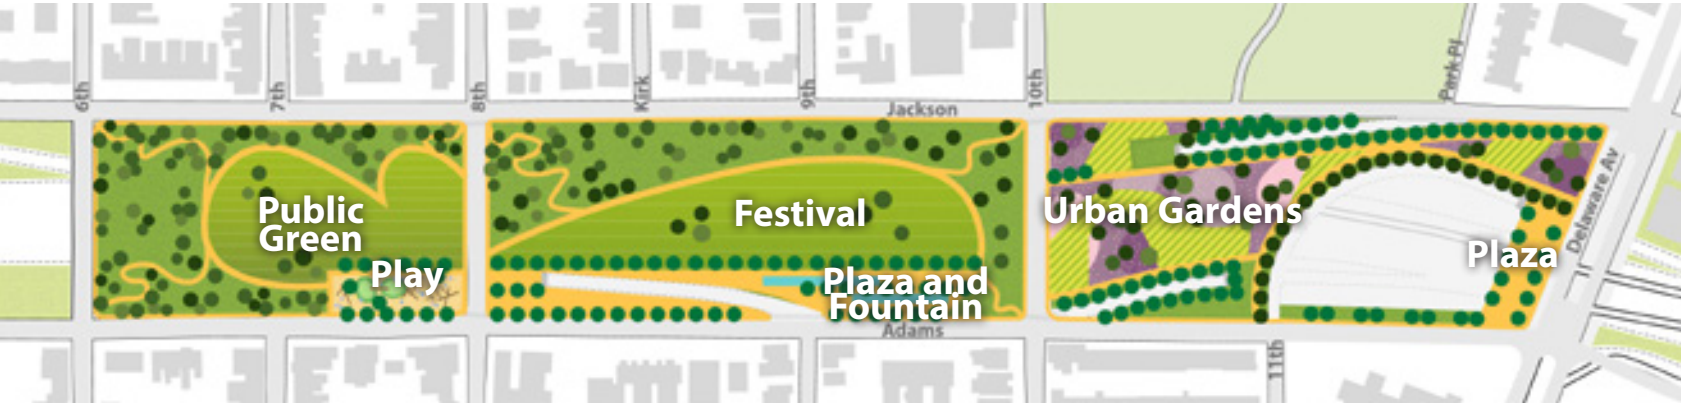 Park Pl
6th
7th
8th
Kirk
9th
10th
Jackson
Delaware Av
Public
Green
Festival
Urban Gardens
Plaza
Play
Plaza and
Fountain
Adams
11th